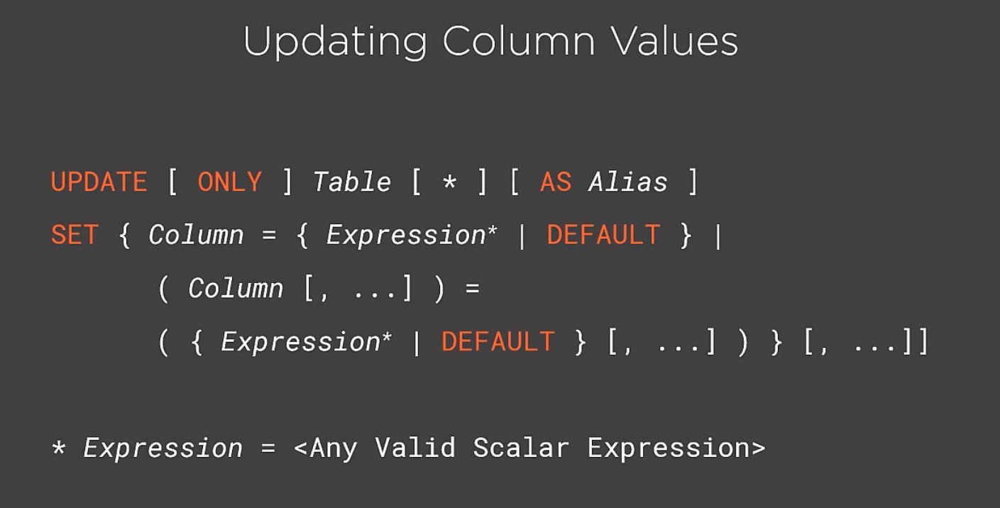 Updating Column Values
UPDATE [ ONLY ] Table [ * ] [ AS Alias ]
SET { Column = { Expression* | DEFAULT } |
( Column [, ...] ) =
( { Expression* | DEFAULT } [, ...] ) } [, ...]]
* Expression = <Any Valid Scalar Expression>